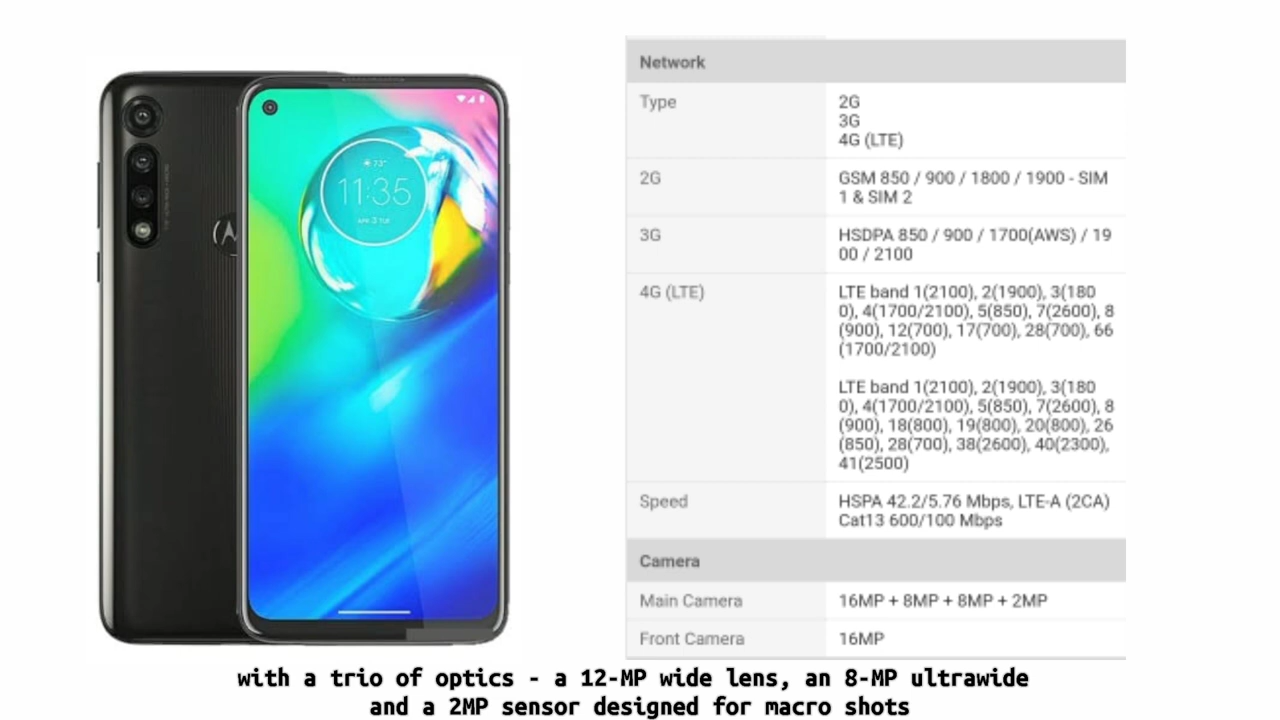 73°
11:35
APR 3 TUE
Network
Type
2G
3G
4G (LTE)
2G
GSM 850 / 900 / 1800 / 1900 - SIM
1 & SIM 2
3G
HSDPA 850 / 900 / 1700(AWS) / 19
00 / 2100
4G (LTE)
LTE band 1(2100), 2(1900), 3(180
0), 4(1700/2100), 5(850), 7(2600), 8
(900), 12(700), 17(700), 28(700), 66
(1700/2100)
LTE band 1(2100), 2(1900), 3(180
0), 4(1700/2100), 5(850), 7(2600), 8
(900), 18(800), 19(800), 20(800), 26
(850), 28(700), 38(2600), 40(2300),
41(2500)
Speed
HSPA 42.2/5.76 Mbps, LTE-A (2CA)
Cat13 600/100 Mbps
Camera
Main Camera
16MP + 8MP + 8MP + 2MP
Front Camera
16MP
with a trio of optics - a 12-MP wide lens, an 8-MP ultrawide
and a 2MP sensor designed for macro shots